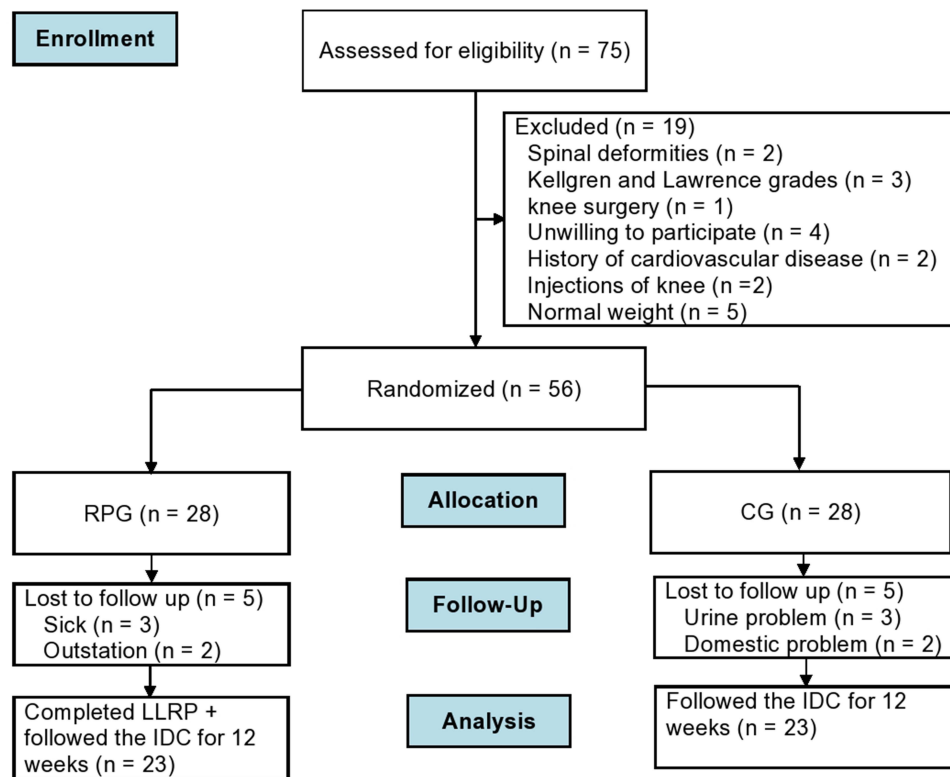 Enrollment
Assessed for eligibility (n = 75)
Excluded (n = 19)
Spinal deformities (n = 2)
Kellgren and Lawrence grades (n = 3)
knee surgery (n = 1)
Unwilling to participate (n = 4)
History of cardiovascular disease (n = 2)
Injections of knee (n =2)
Normal weight (n = 5)
Randomized (n = 56)
RPG (n = 28)
Allocation
CG (n = 28)
Lost to follow up (n = 5)
Sick (n = 3)
Outstation (n = 2)
Follow-Up
Lost to follow up (n = 5)
Urine problem (n = 3)
Domestic problem (n = 2)
Completed LLRP +
followed the IDC for 12
weeks (n = 23)
Analysis
Followed the IDC for 12
weeks (n = 23)